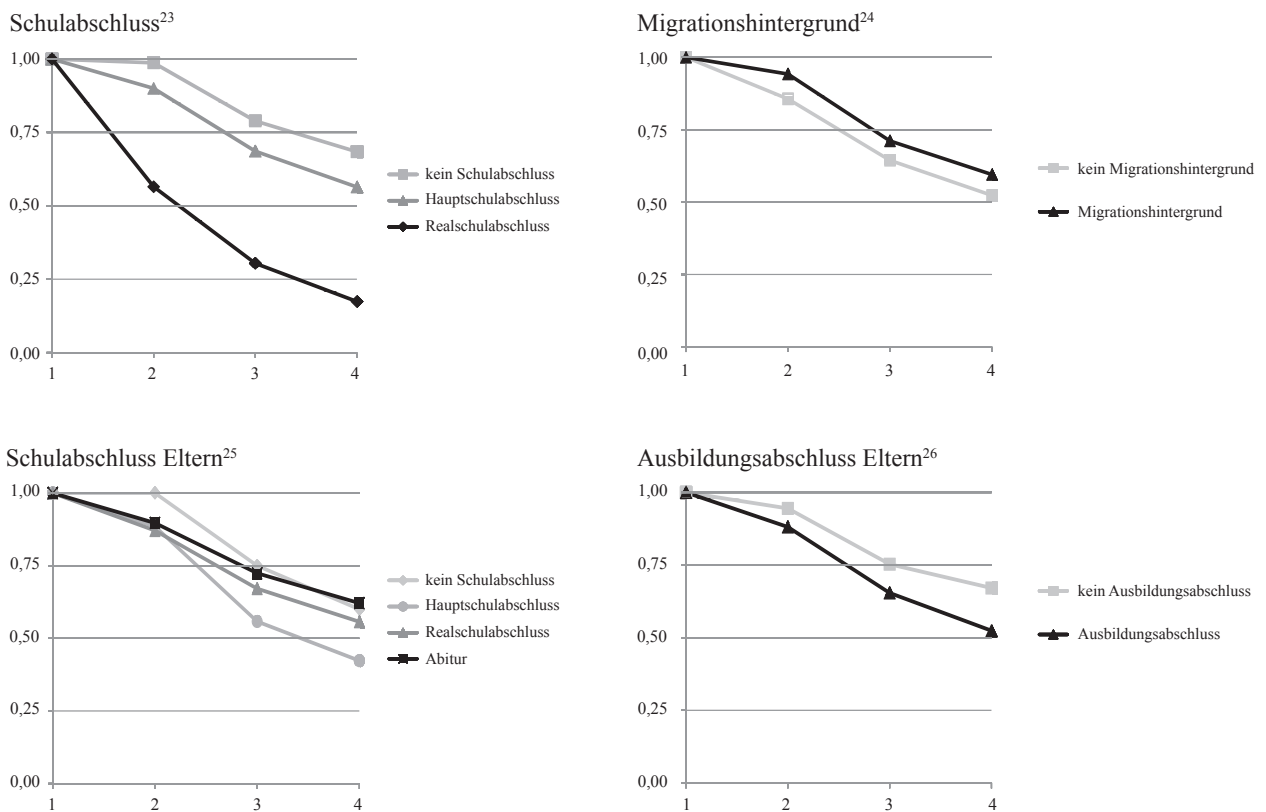 Schulabschluss23
1,00
0,75
0,50
0,25
0,00
1 2 3 4
kein Schulabschluss
Hauptschulabschluss
Realschulabschluss
Migrationshintergrund24
1,00
0,75
0,50
0,25
0,00
1 2 3 4
kein Migrationshintergrund
Migrationshintergrund
Schulabschluss Eltern25
1,00
0,75
0,50
0,25
0,00
1 2 3 4
kein Schulabschluss
Hauptschulabschluss
Realschulabschluss
Abitur
Ausbildungsabschluss Eltern26
1,00
0,75
0,50
0,25
0,00
1 2 3 4
kein Ausbildungsabschluss
Ausbildungsabschluss